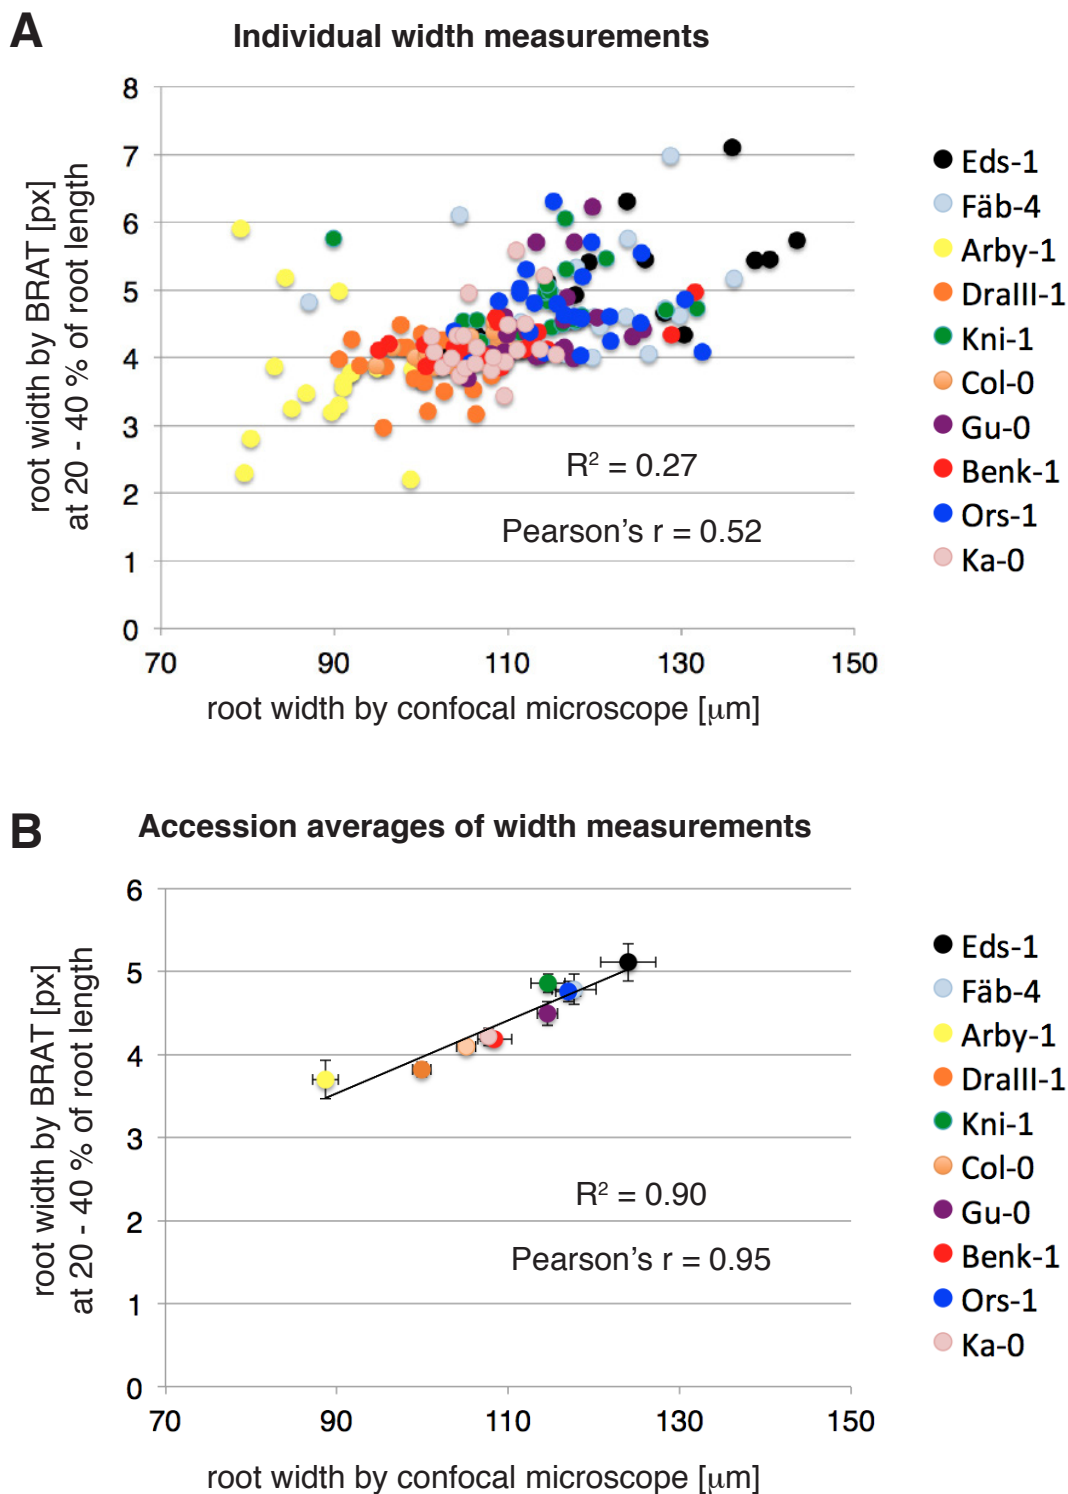 A
Individual width measurements
root width by BRAT [px]
at 20 - 40 % of root length
8
7
6
5
4
3
2
1
0
R² = 0.27
Pearson’s r = 0.52
70 90 110 130 150
root width by confocal microscope [μm]
Eds-1
Fäb-4
Arby-1
DraIII-1
Kni-1
Col-0
Gu-0
Benk-1
Ors-1
Ka-0
B
Accession averages of width measurements
root width by BRAT [px]
at 20 - 40 % of root length
6
5
4
3
2
1
0
R² = 0.90
Pearson’s r = 0.95
70 90 110 130 150
root width by confocal microscope [μm]
Eds-1
Fäb-4
Arby-1
DraIII-1
Kni-1
Col-0
Gu-0
Benk-1
Ors-1
Ka-0